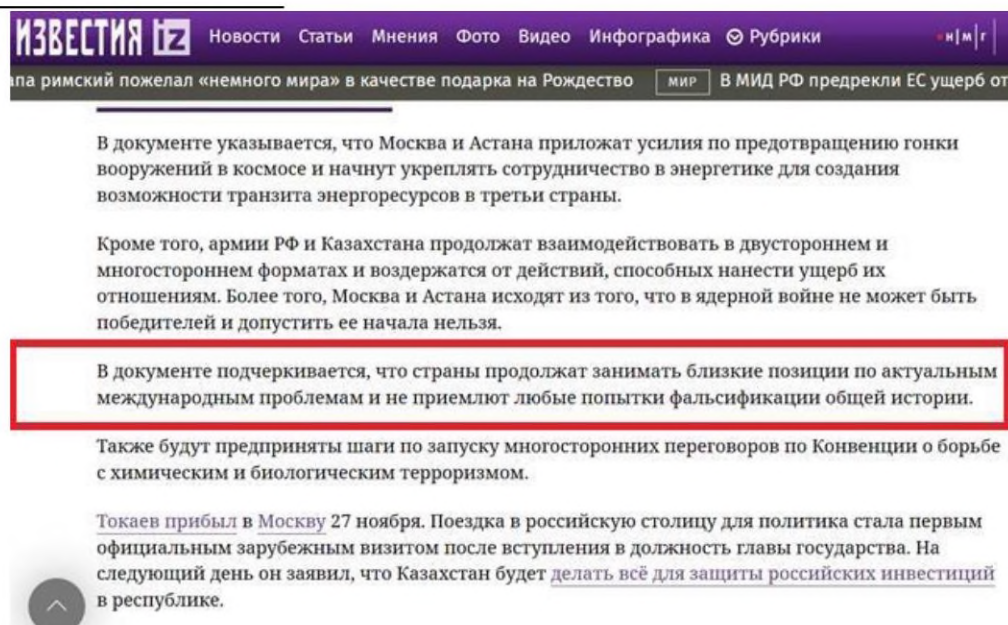 ИЗВЕСТИЯ iz Новости Статьи Мнения Фото Видео Инфографика Рубрики н|м|г
римский пожелал «немного мира» в качестве подарка на Рождество МИР В МИД РФ предрекли ЕС ущерб от
В документе указывается, что Москва и Астана приложат усилия по предотвращению гонки
вооружений в космосе и начнут укреплять сотрудничество в энергетике для создания
возможности транзита энергоресурсов в третьи страны.
Кроме того, армии РФ и Казахстана продолжат взаимодействовать в двустороннем и
многостороннем форматах и воздержатся от действий, способных нанести ущерб их
отношениям. Более того, Москва и Астана исходят из того, что в ядерной войне не может быть
победителей и допустить ее начала нельзя.
В документе подчеркивается, что страны продолжат занимать близкие позиции по актуальным
международным проблемам и не приемлют любые попытки фальсификации общей истории.
Также будут предприняты шаги по запуску многосторонних переговоров по Конвенции о борьбе
с химическим и биологическим терроризмом.
Токаев прибыл в Москву 27 ноября. Поездка в российскую столицу для политика стала первым
официальным зарубежным визитом после вступления в должность главы государства. На
следующий день он заявил, что Казахстан будет делать всё для защиты российских инвестиций
в республике.